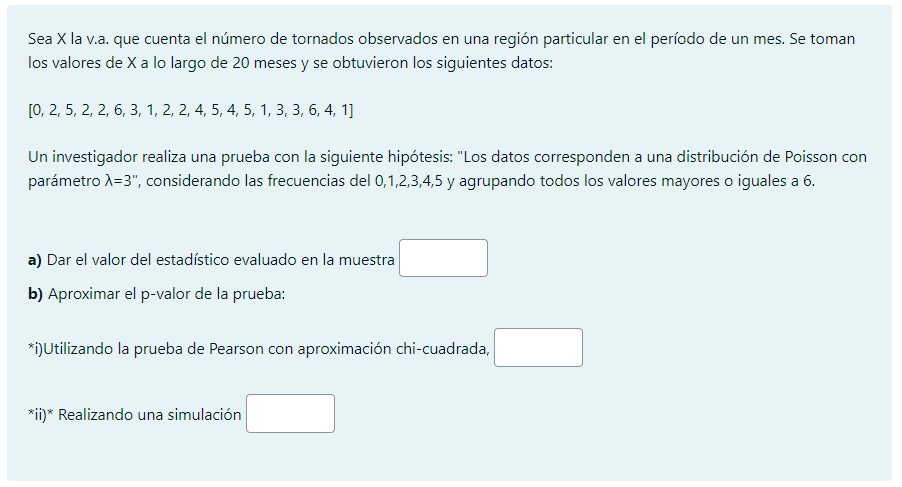 Sea X la v.a. que cuenta el número de tornados observados en una región particular en el período de un mes. Se toman
los valores de X a lo largo de 20 meses y se obtuvieron los siguientes datos:
[0, 2, 5, 2, 2, 6, 3, 1, 2, 2, 4, 5, 4, 5, 1, 3, 3, 6, 4, 1]
Un investigador realiza una prueba con la siguiente hipótesis: "Los datos corresponden a una distribución de Poisson con
parámetro λ=3", considerando las frecuencias del 0,1,2,3,4,5 y agrupando todos los valores mayores o iguales a 6.
a) Dar el valor del estadístico evaluado en la muestra
b) Aproximar el p-valor de la prueba:
*i)Utilizando la prueba de Pearson con aproximación chi-cuadrada,
*ii)* Realizando una simulación